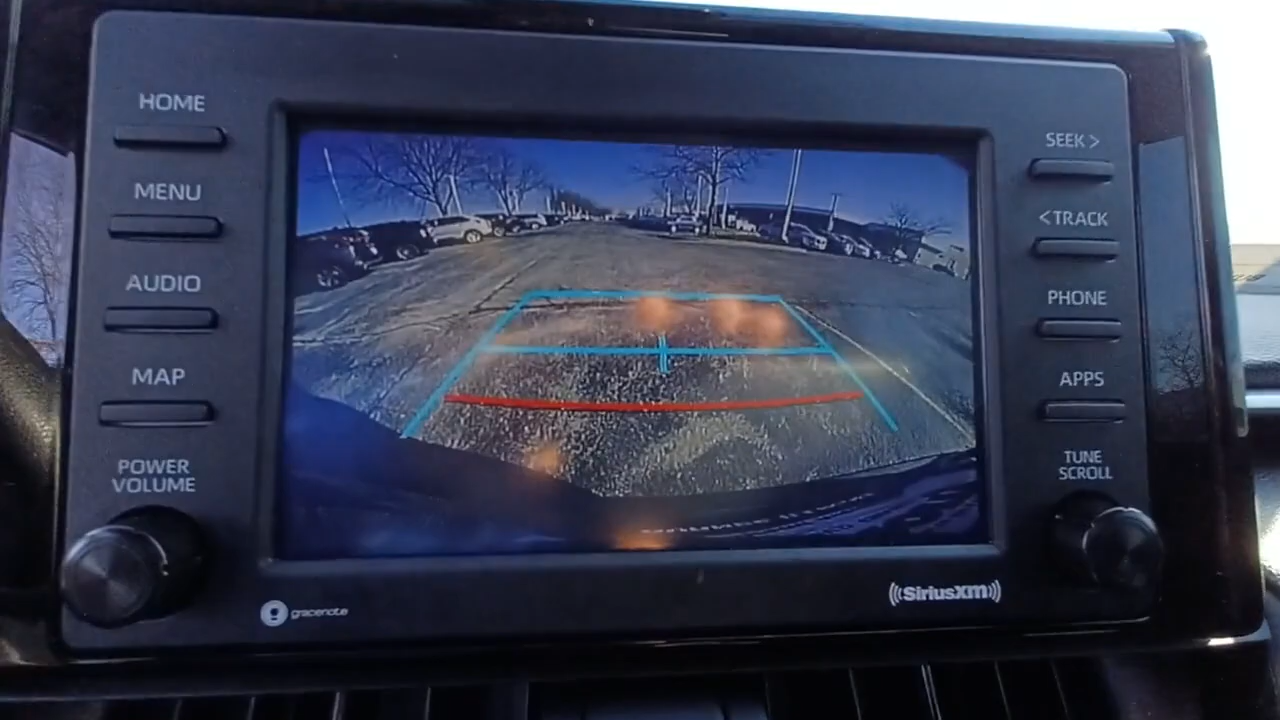 HOME
MENU
AUDIO
MAP
POWER
VOLUME
gracenote
SEEK >
<TRACK
PHONE
APPS
TUNE
SCROLL
SiriusXM